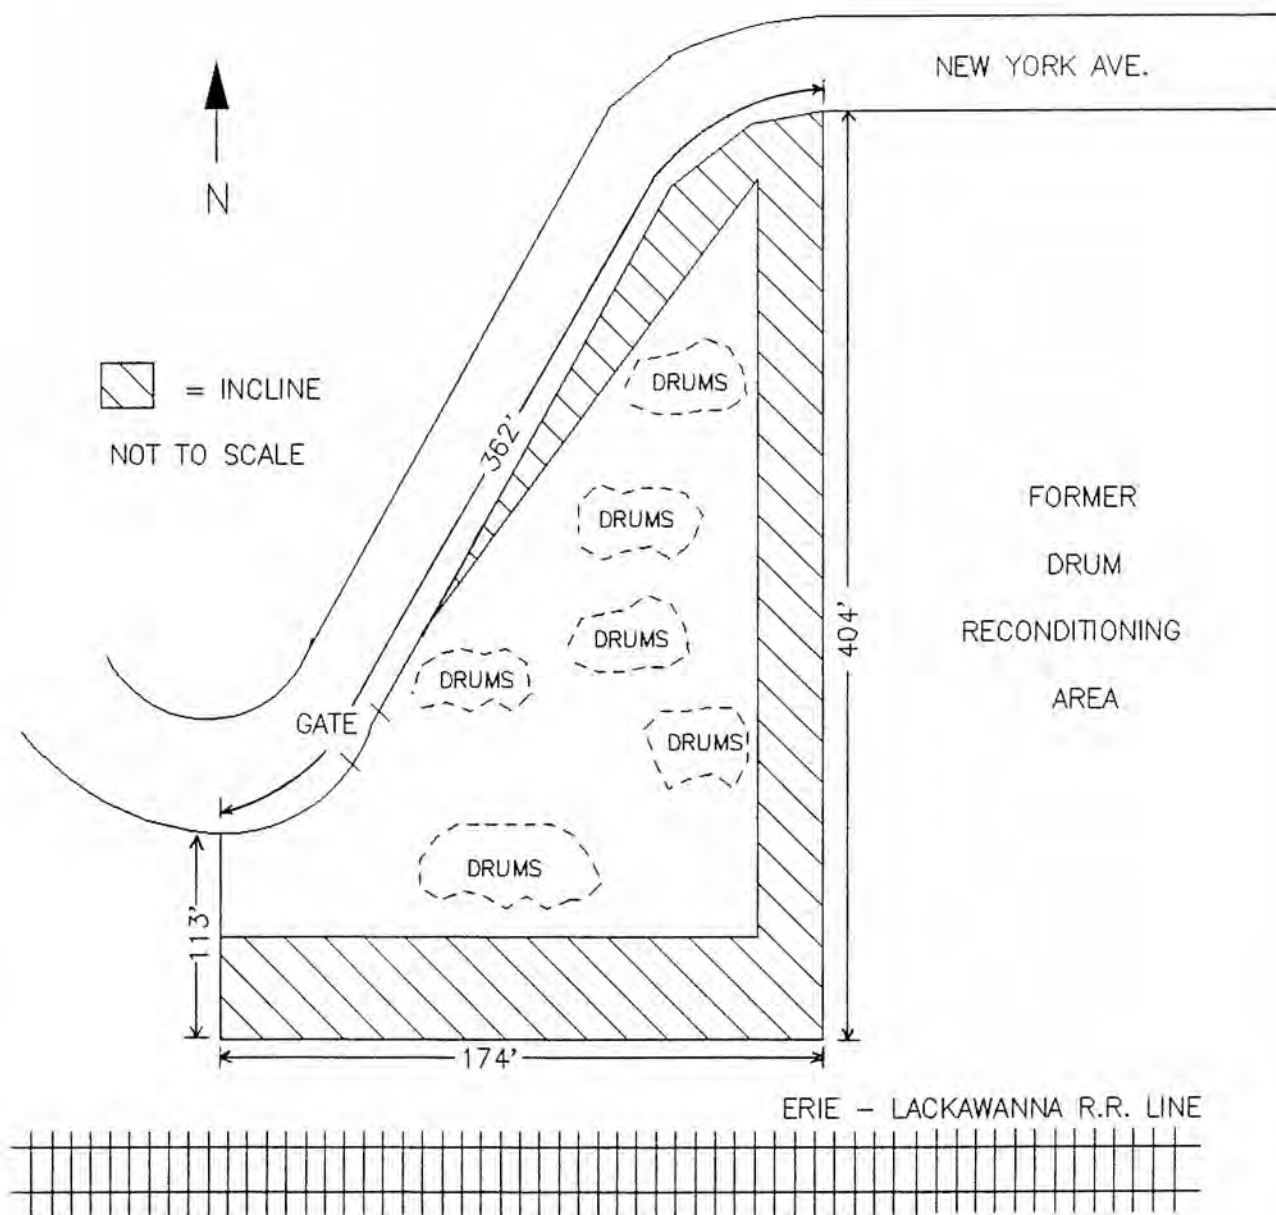 NEW YORK AVE.
N
= INCLINE
NOT TO SCALE
362'
DRUMS
DRUMS
DRUMS
DRUMS
DRUMS
DRUMS
GATE
404'
FORMER
DRUM
RECONDITIONING
AREA
113'
174'
ERIE - LACKAWANNA R.R. LINE